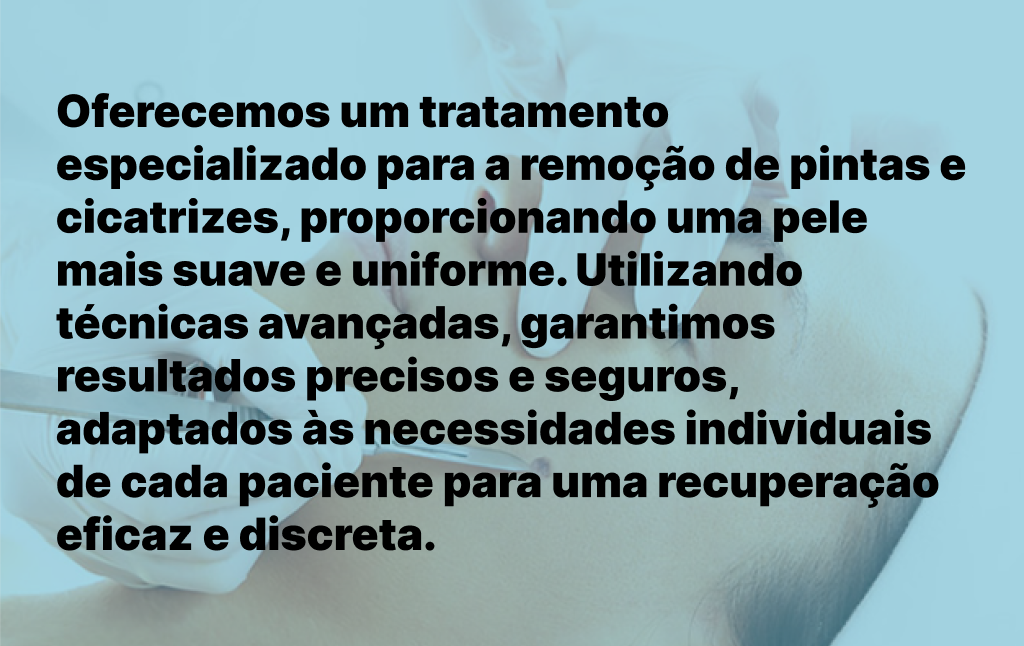 Oferecemos um tratamento
especializado para a remoção de pintas e
cicatrizes, proporcionando uma pele
mais suave e uniforme. Utilizando
técnicas avançadas, garantimos
resultados precisos e seguros,
adaptados às necessidades individuais
de cada paciente para uma recuperação
eficaz e discreta.